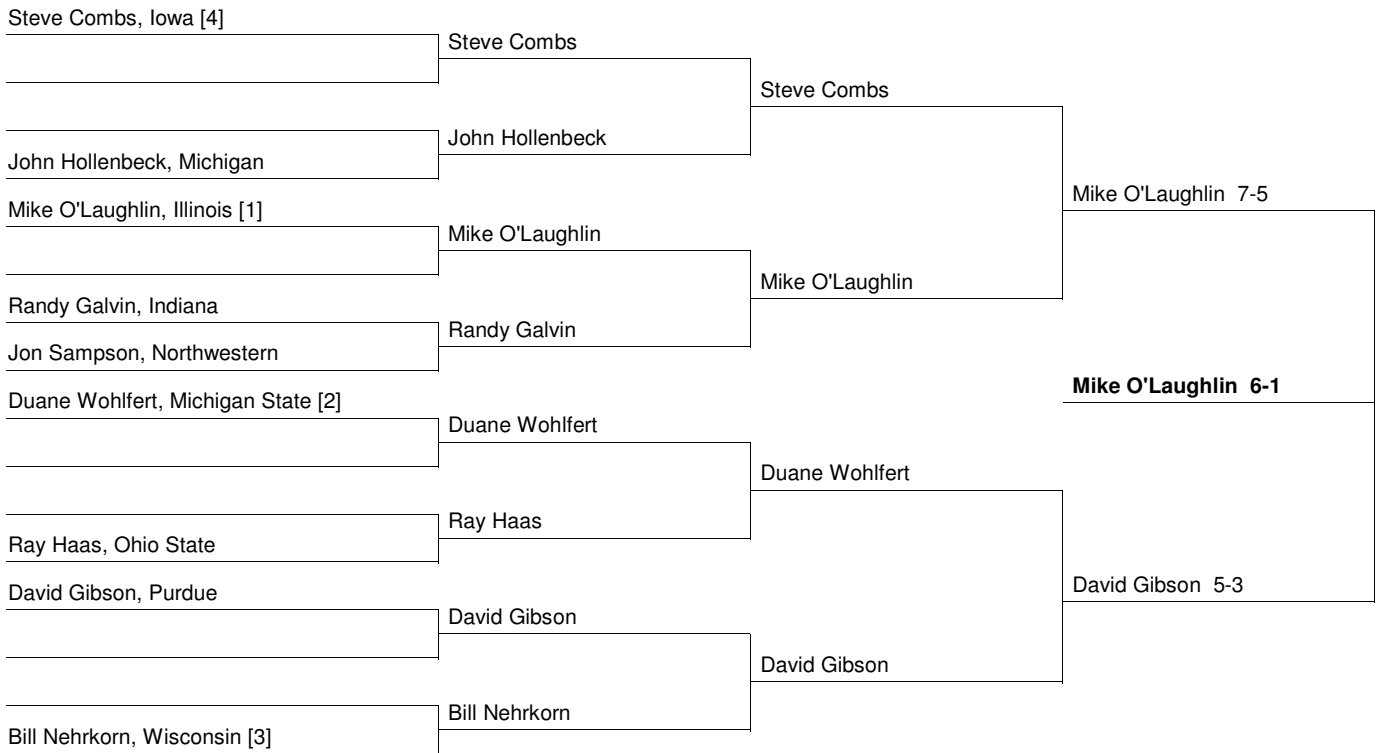 Steve Combs, Iowa [4]
John Hollenbeck, Michigan
Mike O'Laughlin, Illinois [1]
Randy Galvin, Indiana
Jon Sampson, Northwestern
Duane Wohlfert, Michigan State [2]
Ray Haas, Ohio State
David Gibson, Purdue
Bill Nehrkorn, Wisconsin [3]
Steve Combs
John Hollenbeck
Mike O'Laughlin
Randy Galvin
Duane Wohlfert
Ray Haas
David Gibson
Bill Nehrkorn
Steve Combs
Mike O'Laughlin
Duane Wohlfert
David Gibson
Mike O'Laughlin 7-5
David Gibson 5-3
Mike O'Laughlin 6-1